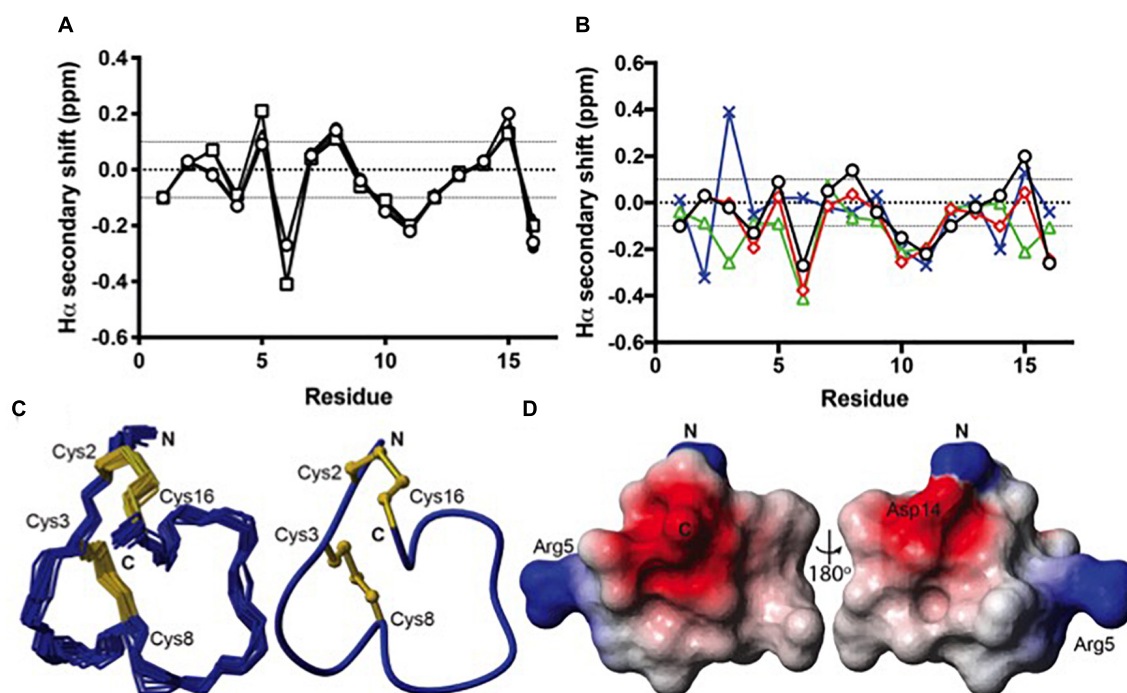 A
Hα secondary shift (ppm)
0.4
0.2
0.0
-0.2
-0.4
-0.6
0
5
10
15
Residue
B
Hα secondary shift (ppm)
0.6
0.4
0.2
0.0
-0.2
-0.4
-0.6
0
5
10
15
Residue
C
N
Cys2
Cys16
Cys3
C
Cys8
N
Cys2
Cys16
Cys3
C
Cys8
D
N
C
Arg5
180°
N
Asp14
Arg5